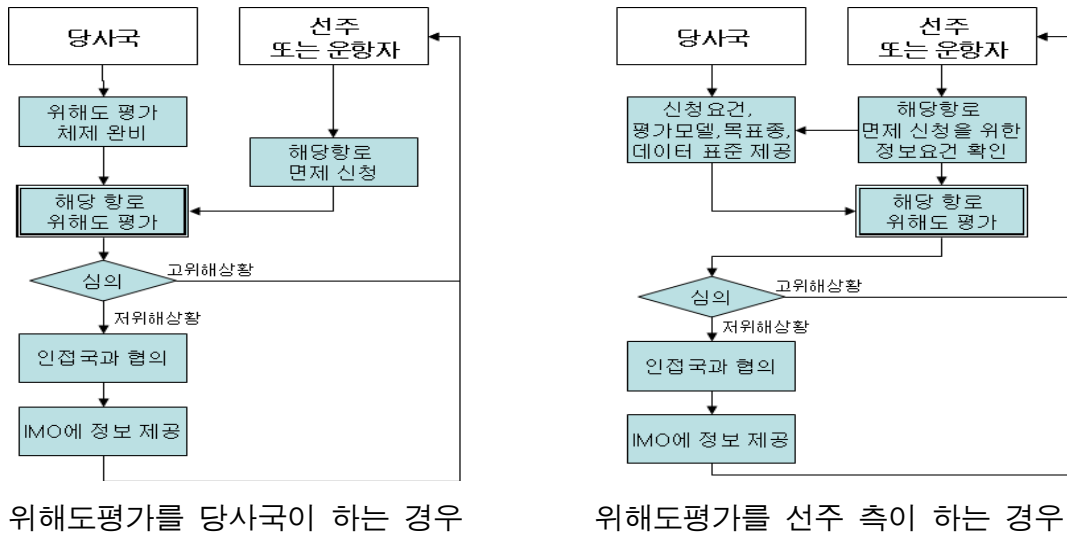 당사국
선주
또는 운항자
위해도 평가
체제 완비
해당항로
면제 신청
해당 항로
위해도 평가
심의
고위해상황
저위해상황
인접국과 협의
IMO에 정보 제공
위해도평가를 당사국이 하는 경우
당사국
선주
또는 운항자
신청요건,
평가모델,목표종,
데이터 표준 제공
해당항로
면제 신청을 위한
정보요건 확인
해당 항로
위해도 평가
심의
고위해상황
저위해상황
인접국과 협의
IMO에 정보 제공
위해도평가를 선주 측이 하는 경우